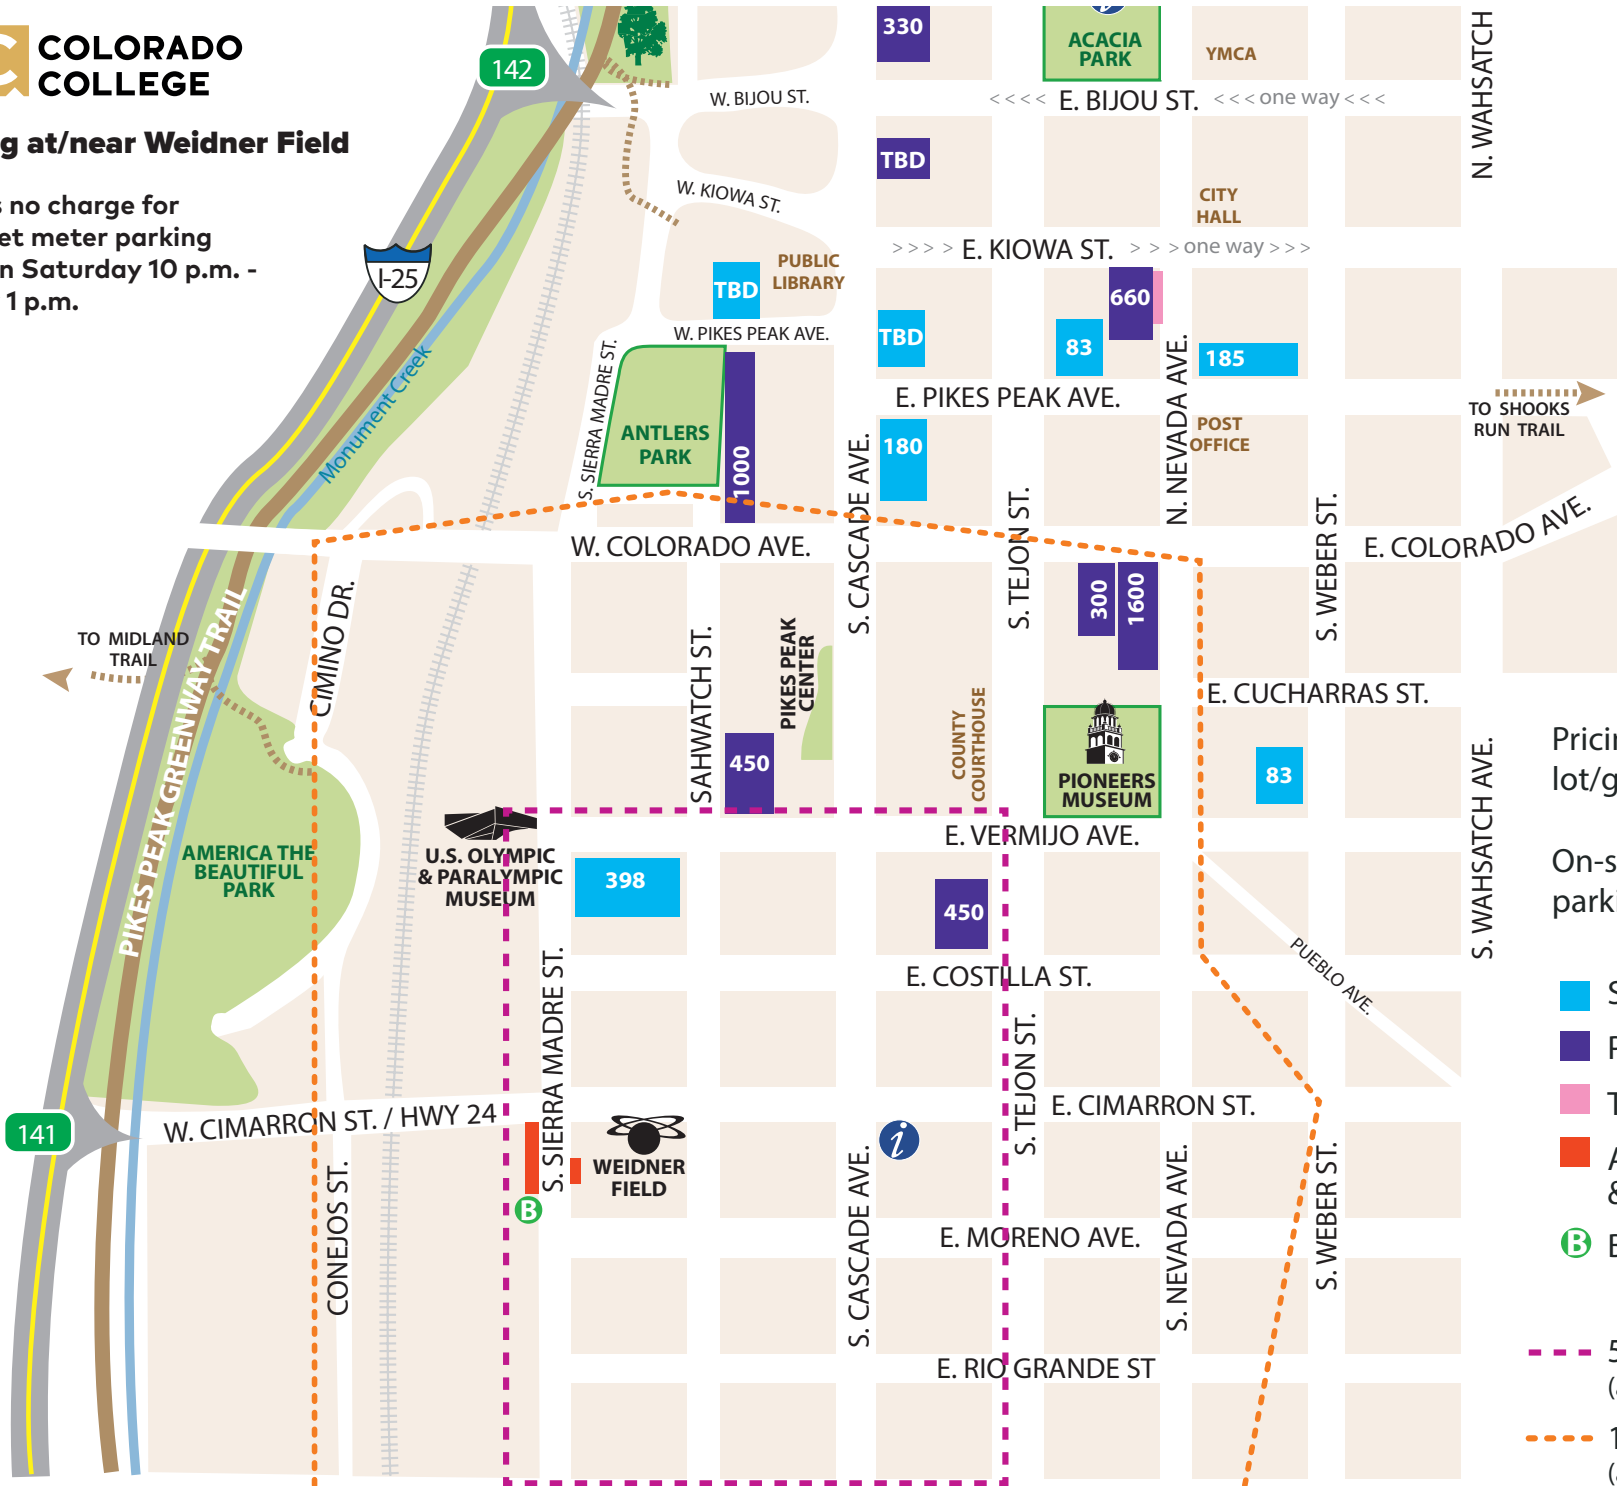 COLORADO
COLLEGE
g at/near Weidner Field
s no charge for
et meter parking
n Saturday 10 p.m. -
1 p.m.
142
I-25
Monument Creek
W. BIJOU ST.
W. KIOWA ST.
330
ACACIA
PARK
YMCA
<<<< E. BIJOU ST. <<< one way <<<
N. WAHSATCH
TBD
CITY
HALL
>>>> E. KIOWA ST. >>> one way >>>
PUBLIC
LIBRARY
TBD
W. PIKES PEAK AVE.
TBD
83
660
185
N. NEVADA AVE.
E. PIKES PEAK AVE.
TO SHOOKS
RUN TRAIL
S. SIERRA MADRE ST.
ANTLERS
PARK
1000
180
POST
OFFICE
S. CASCADE AVE.
S. TEJON ST.
S. WEBER ST.
W. COLORADO AVE.
E. COLORADO AVE.
TO MIDLAND
TRAIL
PIKES PEAK GREENWAY TRAIL
CIMINO DR.
SAHWATCH ST.
PIKES PEAK
CENTER
300
1600
E. CUCHARRAS ST.
450
COUNTY
COURTHOUSE
PIONEERS
MUSEUM
83
S. WAHSATCH AVE.
E. VERMIJO AVE.
AMERICA THE
BEAUTIFUL
PARK
U.S. OLYMPIC
& PARALYMPIC
MUSEUM
398
450
PUEBLO AVE.
E. COSTILLA ST.
S. SIERRA MADRE ST.
S. TEJON ST.
141
W. CIMARRON ST. / HWY 24
E. CIMARRON ST.
i
WEIDNER
FIELD
B
CONEJOS ST.
S. CASCADE AVE.
S. NEVADA AVE.
S. WEBER ST.
E. MORENO AVE.
E. RIO GRANDE ST
Pricin
lot/g
On-s
parki
S
P
T
A
&
B E
5
(a
1
(a